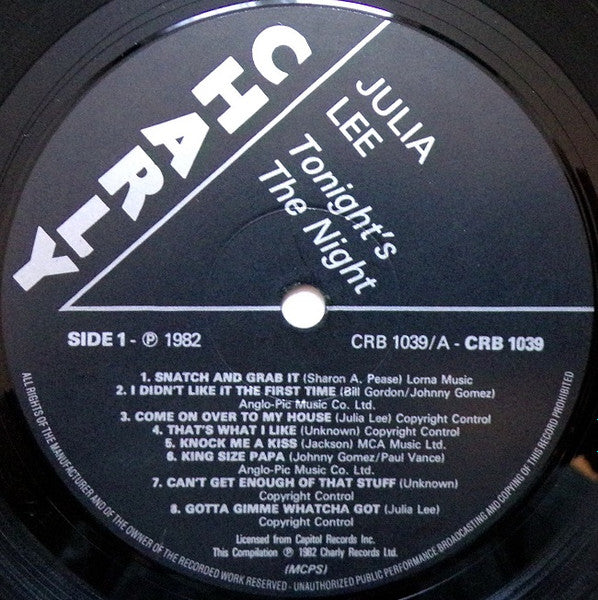 CHARLY
JULIA
LEE
Tonight's
The Night
SIDE 1 - ℗ 1982
CRB 1039/A - CRB 1039
1. SNATCH AND GRAB IT (Sharon A. Pease) Lorna Music
2. I DIDN'T LIKE IT THE FIRST TIME (Bill Gordon/Johnny Gomez)
Anglo-Pic Music Co. Ltd.
3. COME ON OVER TO MY HOUSE (Julia Lee) Copyright Control
4. THAT'S WHAT I LIKE (Unknown) Copyright Control
5. KNOCK ME A KISS (Jackson) MCA Music Ltd.
6. KING SIZE PAPA (Johnny Gomez/Paul Vance)
Anglo-Pic Music Co. Ltd.
7. CAN'T GET ENOUGH OF THAT STUFF (Unknown)
Copyright Control
8. GOTTA GIMME WHATCHA GOT (Julia Lee)
Copyright Control
Licensed from Capitol Records Inc.
This Compilation ℗ 1982 Charly Records Ltd.
(MCPS)
ALL RIGHTS OF THE MANUFACTURER AND OF THE OWNER OF THE RECORDED WORK RESERVED - UNAUTHORIZED PUBLIC PERFORMANCE BROADCASTING AND COPYING OF THIS RECORD PROHIBITED